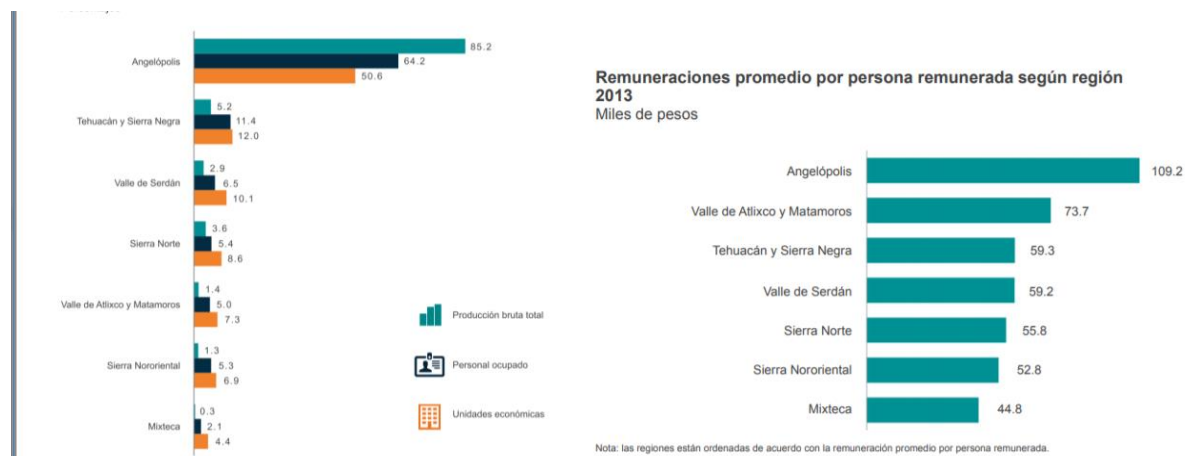 85.2
Angelópolis
64.2
50.6
5.2
Tehuacán y Sierra Negra
11.4
12.0
2.9
Valle de Serdán
6.5
10.1
3.6
Sierra Norte
5.4
8.6
1.4
Valle de Atlixco y Matamoros
5.0
7.3
1.3
Sierra Nororiental
5.3
6.9
0.3
Mixteca
2.1
4.4
Producción bruta total
Personal ocupado
Unidades económicas
Remuneraciones promedio por persona remunerada según región
2013
Miles de pesos
Angelópolis 109.2
Valle de Atlixco y Matamoros 73.7
Tehuacán y Sierra Negra 59.3
Valle de Serdán 59.2
Sierra Norte 55.8
Sierra Nororiental 52.8
Mixteca 44.8
Nota: las regiones están ordenadas de acuerdo con la remuneración promedio por persona remunerada.